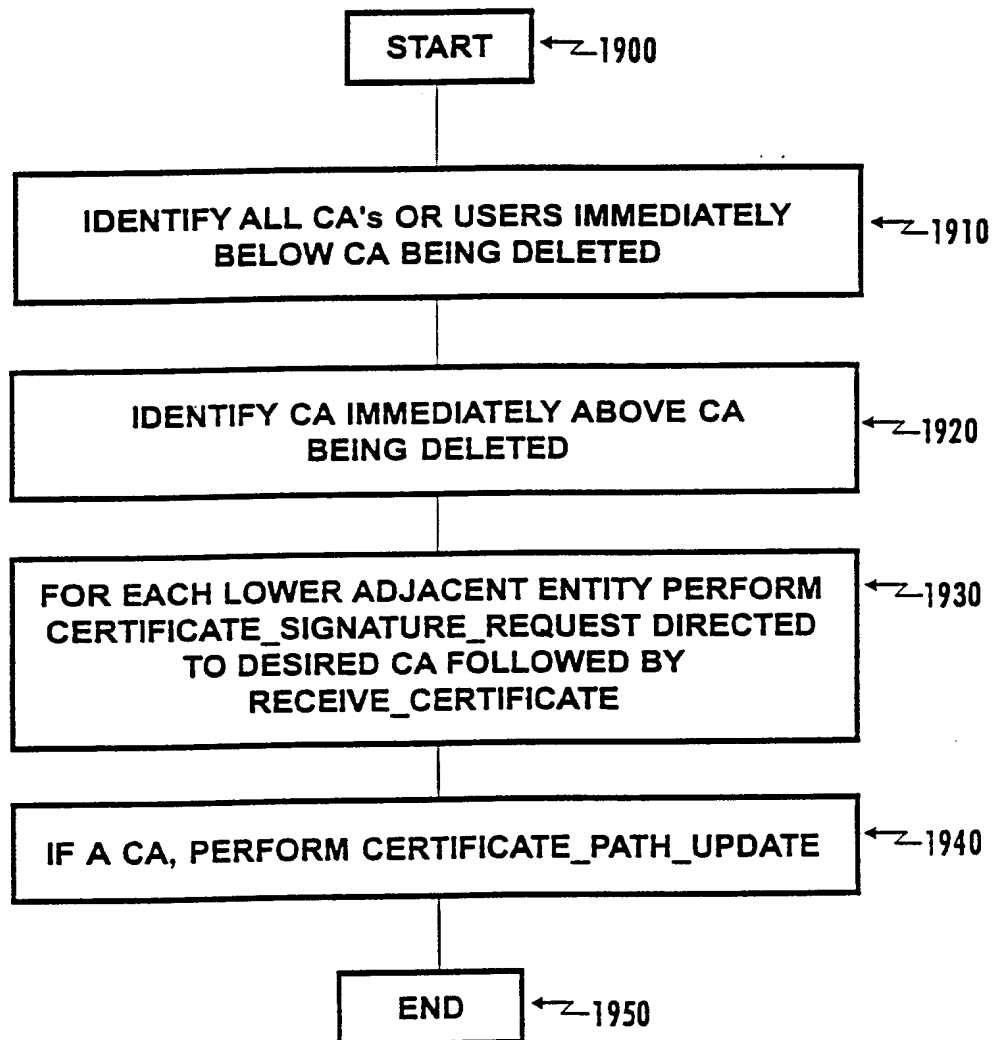 START
1900
IDENTIFY ALL CA's OR USERS IMMEDIATELY
BELOW CA BEING DELETED
1910
IDENTIFY CA IMMEDIATELY ABOVE CA
BEING DELETED
1920
FOR EACH LOWER ADJACENT ENTITY PERFORM
CERTIFICATE_SIGNATURE_REQUEST DIRECTED
TO DESIRED CA FOLLOWED BY
RECEIVE_CERTIFICATE
1930
IF A CA, PERFORM CERTIFICATE_PATH_UPDATE
1940
END
1950